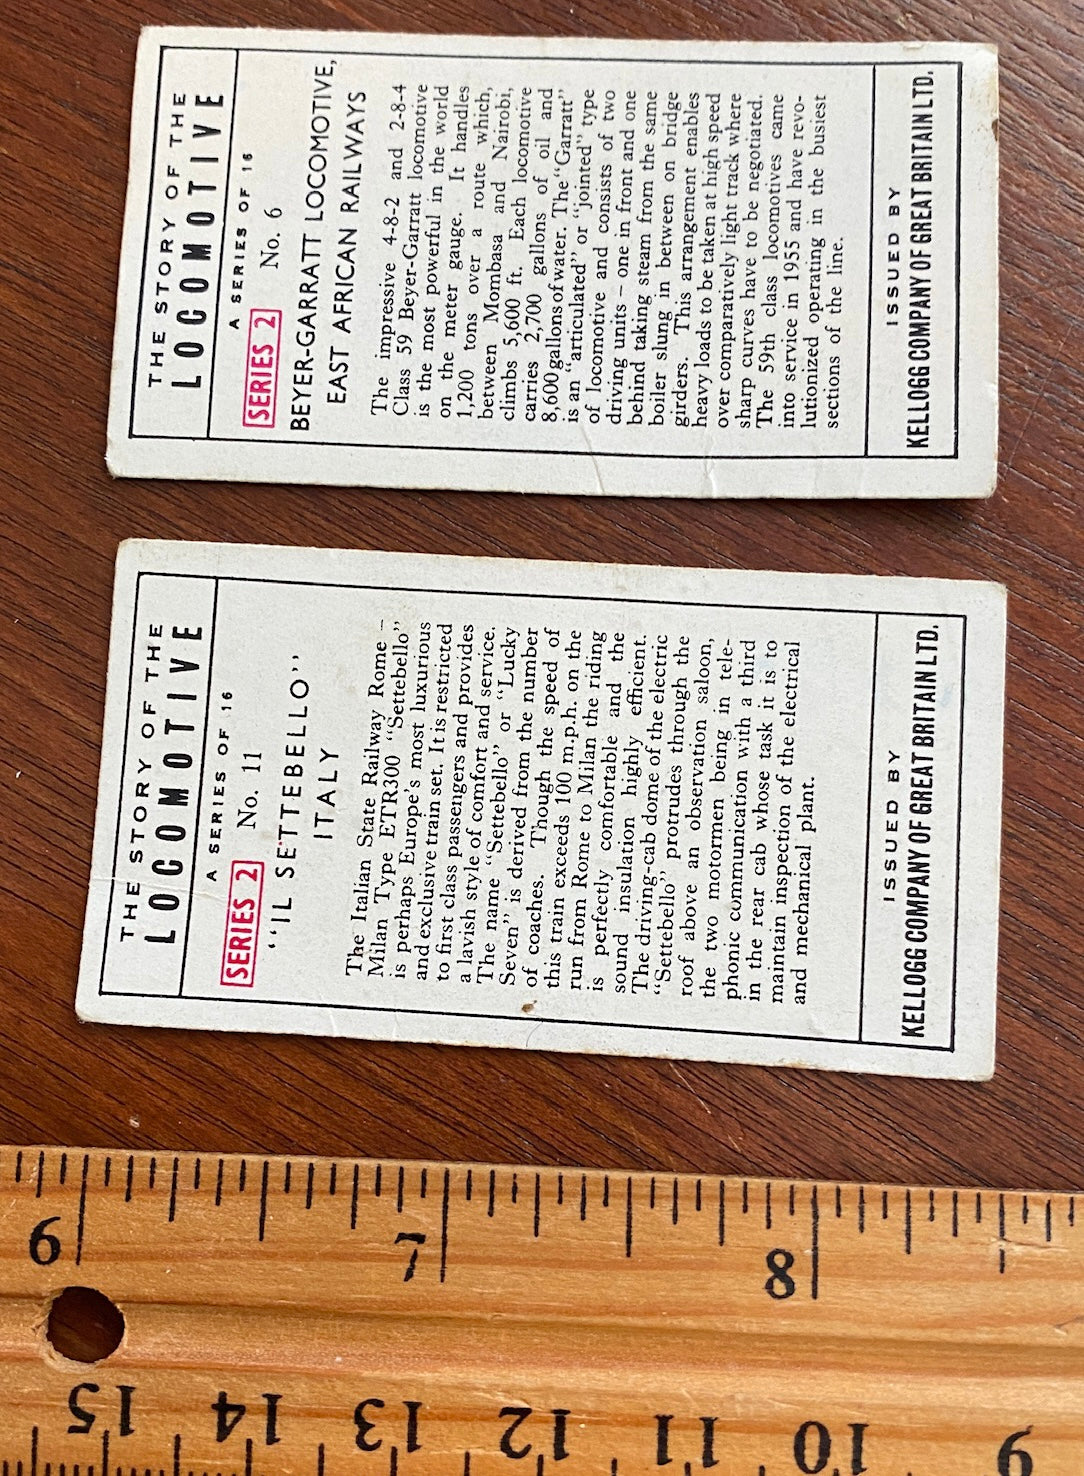 THE STORY OF THE
LOCOMOTIVE
A SERIES OF 16
SERIES 2 No. 6
BEYER-GARRATT LOCOMOTIVE,
EAST AFRICAN RAILWAYS
The impressive 4-8-2 and 2-8-4
Class 59 Beyer-Garratt locomotive
is the most powerful in the world
on the meter gauge. It handles
1,200 tons over a route which,
between Mombasa and Nairobi,
climbs 5,600 ft. Each locomotive
carries 2,700 gallons of oil and
8,600 gallons of water. The "Garratt"
is an "articulated" or "jointed" type
of locomotive and consists of two
driving units – one in front and one
behind taking steam from the same
boiler slung in between on bridge
girders. This arrangement enables
heavy loads to be taken at high speed
over comparatively light track where
sharp curves have to be negotiated.
The 59th class locomotives came
into service in 1955 and have revo-
lutionized operating in the busiest
sections of the line.
ISSUED BY
KELLOGG COMPANY OF GREAT BRITAIN LTD.
THE STORY OF THE
LOCOMOTIVE
A SERIES OF 16
SERIES 2 No. 11
"IL SETTEBELLO"
ITALY
The Italian State Railway Rome –
Milan Type ETR300 "Settebello"
is perhaps Europe's most luxurious
and exclusive train set. It is restricted
to first class passengers and provides
a lavish style of comfort and service.
The name "Settebello" or "Lucky
Seven" is derived from the number
of coaches. Though the speed of
this train exceeds 100 m.p.h. on the
run from Rome to Milan the riding
is perfectly comfortable and the
sound insulation highly efficient.
The driving-cab dome of the electric
"Settebello" protrudes through the
roof above an observation saloon,
the two motormen being in tele-
phonic communication with a third
in the rear cab whose task it is to
maintain inspection of the electrical
and mechanical plant.
ISSUED BY
KELLOGG COMPANY OF GREAT BRITAIN LTD.
6 7 8
15 14 13 12 11 10 9